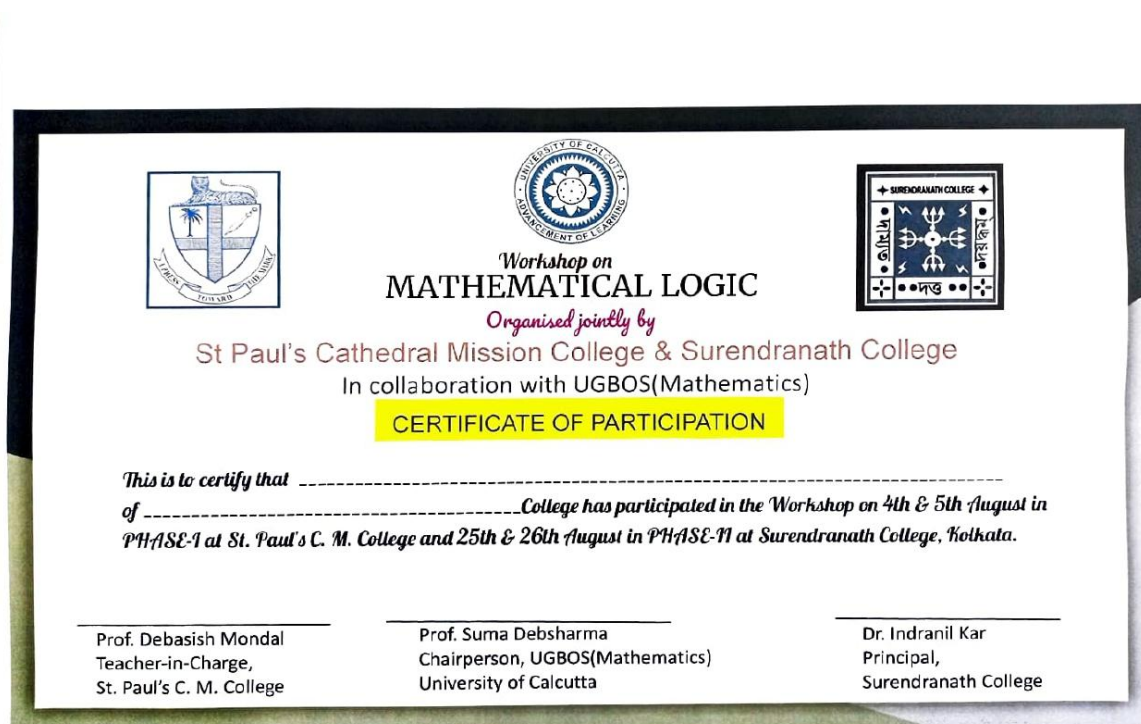 UNIVERSITY OF CALCUTTA
ADVANCEMENT OF LEARNING
TOWARD
SURENDRANATH COLLEGE
Workshop on
MATHEMATICAL LOGIC
Organised jointly by
St Paul's Cathedral Mission College & Surendranath College
In collaboration with UGBOS(Mathematics)
CERTIFICATE OF PARTICIPATION
This is to certify that
of College has participated in the Workshop on 4th & 5th August in
PHASE-I at St. Paul's C. M. College and 25th & 26th August in PHASE-II at Surendranath College, Kolkata.
Prof. Debasish Mondal
Teacher-in-Charge,
St. Paul's C. M. College
Prof. Suma Debsharma
Chairperson, UGBOS(Mathematics)
University of Calcutta
Dr. Indranil Kar
Principal,
Surendranath College